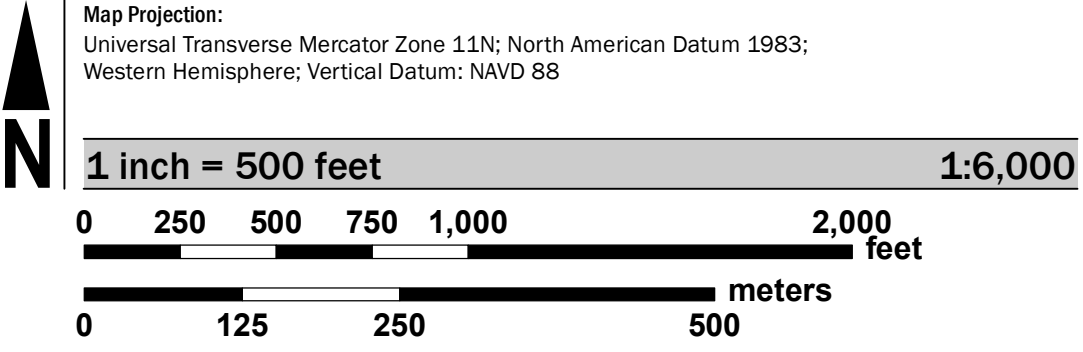 Map Projection:
Universal Transverse Mercator Zone 11N; North American Datum 1983;
Western Hemisphere; Vertical Datum: NAVD 88
N
1 inch = 500 feet 1:6,000
0 250 500 750 1,000 2,000
feet
meters
0 125 250 500